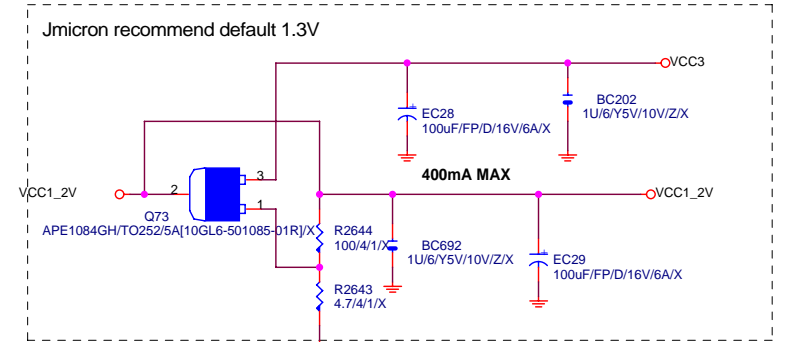 Jmicron recommend default 1.3V
VCC3
EC28
100uF/FP/D/16V/6A/X
BC202
1U/6/Y5V/10V/Z/X
400mA MAX
VCC1_2V
2
3
1
VCC1_2V
Q73
APE1084GH/TO252/5A[10GL6-501085-01R]/X
R2644
100/4/1/X
BC692
1U/6/Y5V/10V/Z/X
EC29
100uF/FP/D/16V/6A/X
R2643
4.7/4/1/X